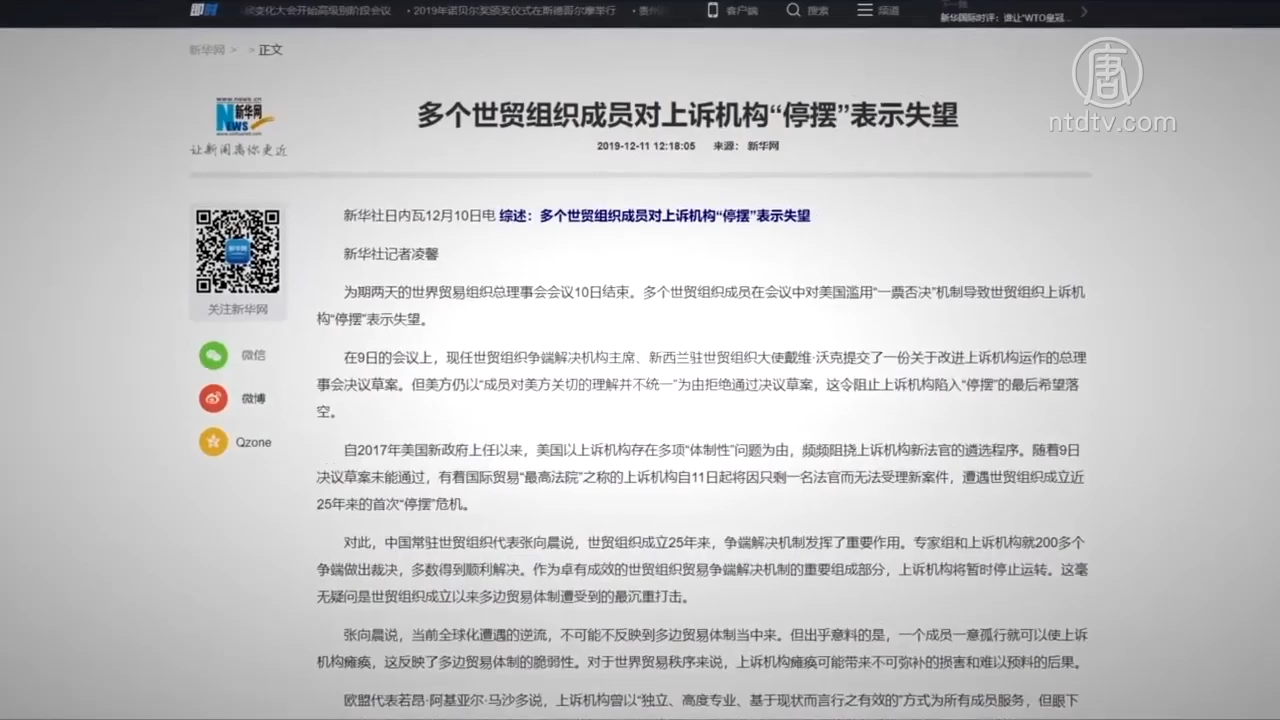 即时
候变化大会开始高级别阶段会议
·2019年诺贝尔奖颁奖仪式在斯德哥尔摩举行
客户端
搜索
频道
新华国际时评：谁让"WTO皇冠...
唐
ntdtv.com
新华网 > > 正文
www.news.cn
新华网
NEWS
让新闻离你更近
多个世贸组织成员对上诉机构“停摆”表示失望
2019-12-11 12:18:05 来源： 新华网
新华网
关注新华网
微信
微博
Qzone
新华社日内瓦12月10日电 综述：多个世贸组织成员对上诉机构“停摆”表示失望
新华社记者凌馨
为期两天的世界贸易组织总理事会会议10日结束。多个世贸组织成员在会议中对美国滥用“一票否决”机制导致世贸组织上诉机
构“停摆”表示失望。
在9日的会议上，现任世贸组织争端解决机构主席、新西兰驻世贸组织大使戴维·沃克提交了一份关于改进上诉机构运作的总理
事会决议草案。但美方仍以“成员对美方关切的理解并不统一”为由拒绝通过决议草案，这令阻止上诉机构陷入“停摆”的最后希望落
空。
自2017年美国新政府上任以来，美国以上诉机构存在多项“体制性”问题为由，频频阻挠上诉机构新法官的遴选程序。随着9日
决议草案未能通过，有着国际贸易“最高法院”之称的上诉机构自11日起将因只剩一名法官而无法受理新案件，遭遇世贸组织成立近
25年来的首次“停摆”危机。
对此，中国常驻世贸组织代表张向晨说，世贸组织成立25年来，争端解决机制发挥了重要作用。专家组和上诉机构就200多个
争端做出裁决，多数得到顺利解决。作为卓有成效的世贸组织贸易争端解决机制的重要组成部分，上诉机构将暂时停止运转。这毫
无疑问是世贸组织成立以来多边贸易体制遭受到的最沉重打击。
张向晨说，当前全球化遭遇的逆流，不可能不反映到多边贸易体制当中来。但出乎意料的是，一个成员一意孤行就可以使上诉
机构瘫痪，这反映了多边贸易体制的脆弱性。对于世界贸易秩序来说，上诉机构瘫痪可能带来不可弥补的损害和难以预料的后果。
欧盟代表若昂·阿基亚尔·马沙多说，上诉机构曾以“独立、高度专业、基于现状而言行之有效的”方式为所有成员服务，但眼下